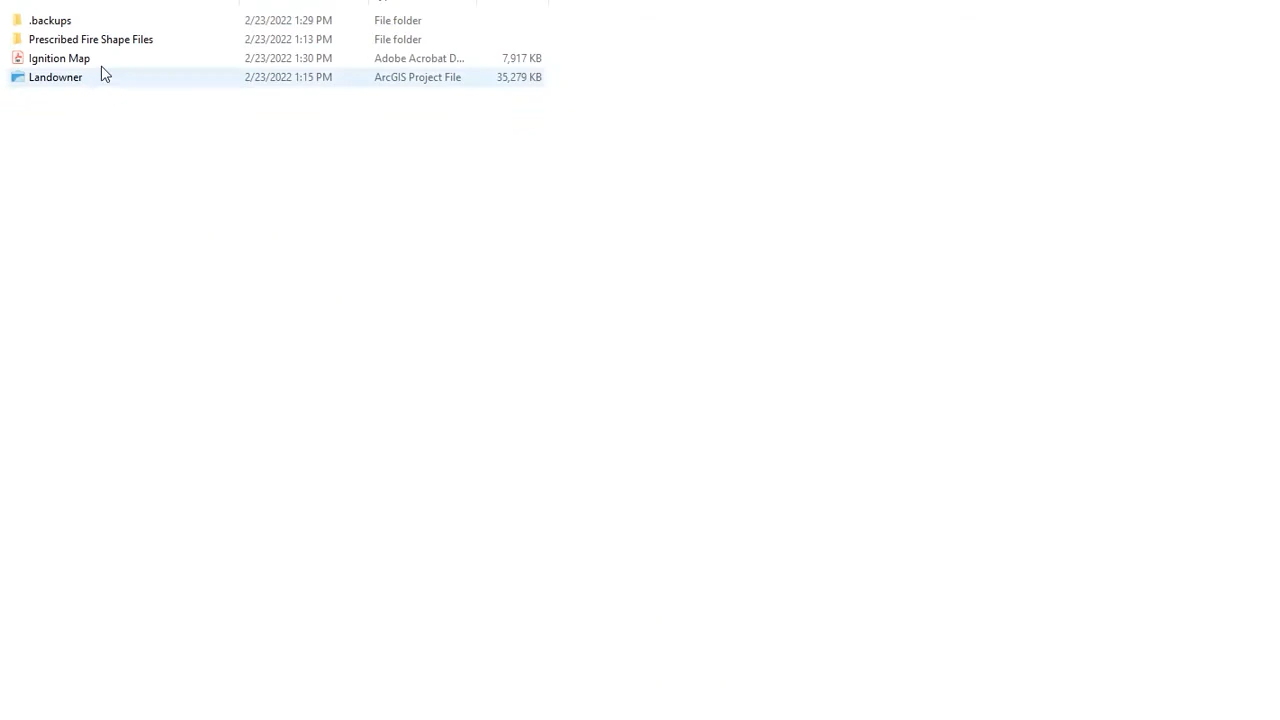 .backups 2/23/2022 1:29 PM File folder
Prescribed Fire Shape Files 2/23/2022 1:13 PM File folder
Ignition Map 2/23/2022 1:30 PM Adobe Acrobat D... 7,917 KB
Landowner 2/23/2022 1:15 PM ArcGIS Project File 35,279 KB